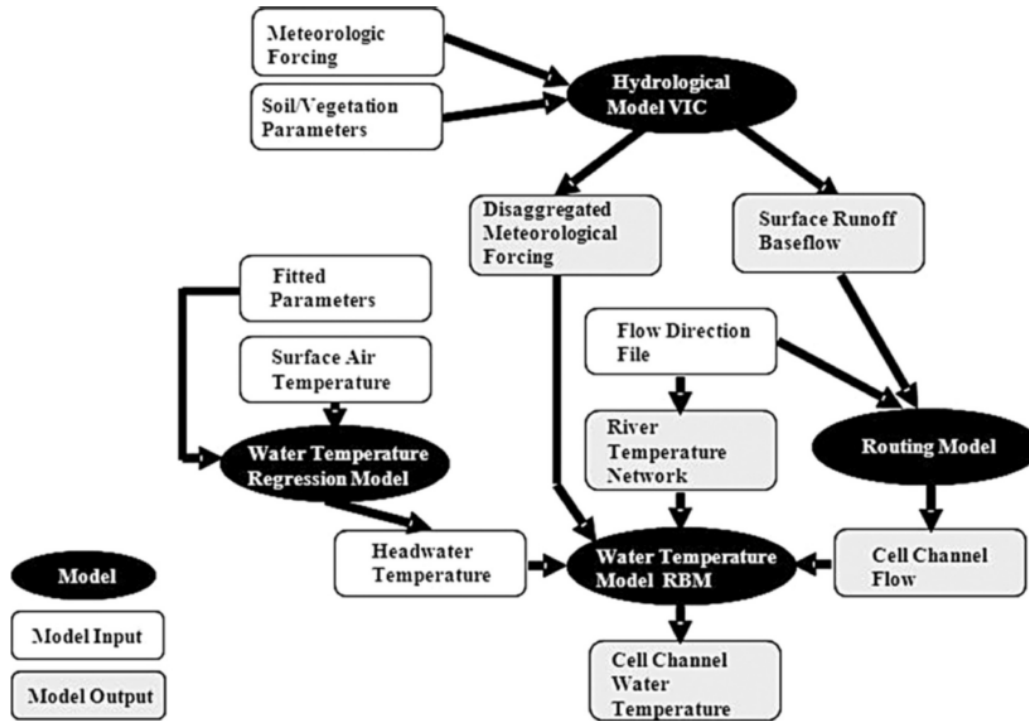 Meteorologic
Forcing
Soil/Vegetation
Parameters
Hydrological
Model VIC
Disaggregated
Meteorological
Forcing
Surface Runoff
Baseflow
Fitted
Parameters
Flow Direction
File
Surface Air
Temperature
River
Temperature
Network
Routing Model
Water Temperature
Regression Model
Headwater
Temperature
Water Temperature
Model RBM
Cell Channel
Flow
Cell Channel
Water
Temperature
Model
Model Input
Model Output